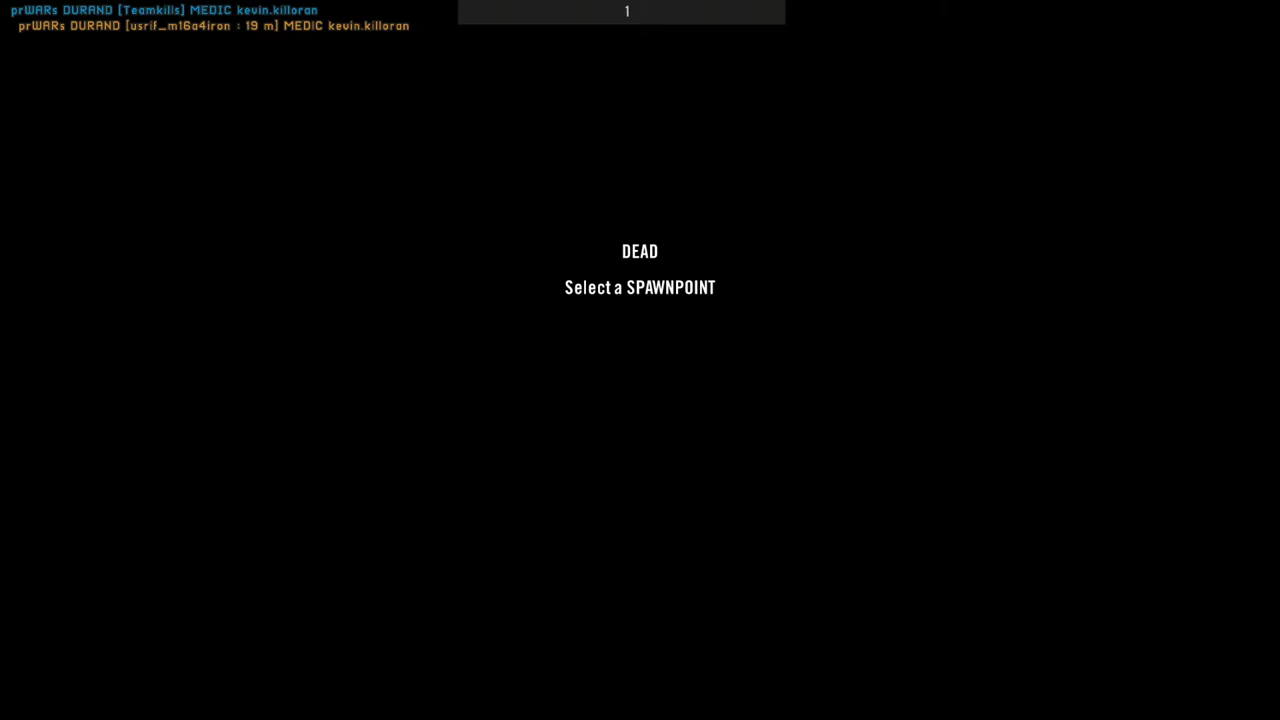 prWARs DURAND [Teamkills] MEDIC kevin.killoran
prWARs DURAND [usrif_m16a4iron : 19 m] MEDIC kevin.killoran
1
DEAD
Select a SPAWNPOINT